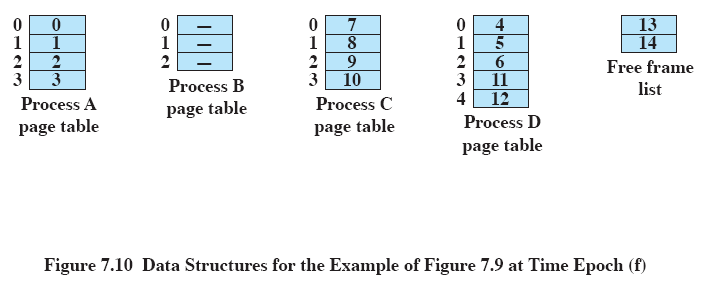 0 0
1 1
2 2
3 3
Process A
page table
0 —
1 —
2 —
Process B
page table
0 7
1 8
2 9
3 10
Process C
page table
0 4
1 5
2 6
3 11
4 12
Process D
page table
13
14
Free frame
list
Figure 7.10 Data Structures for the Example of Figure 7.9 at Time Epoch (f)